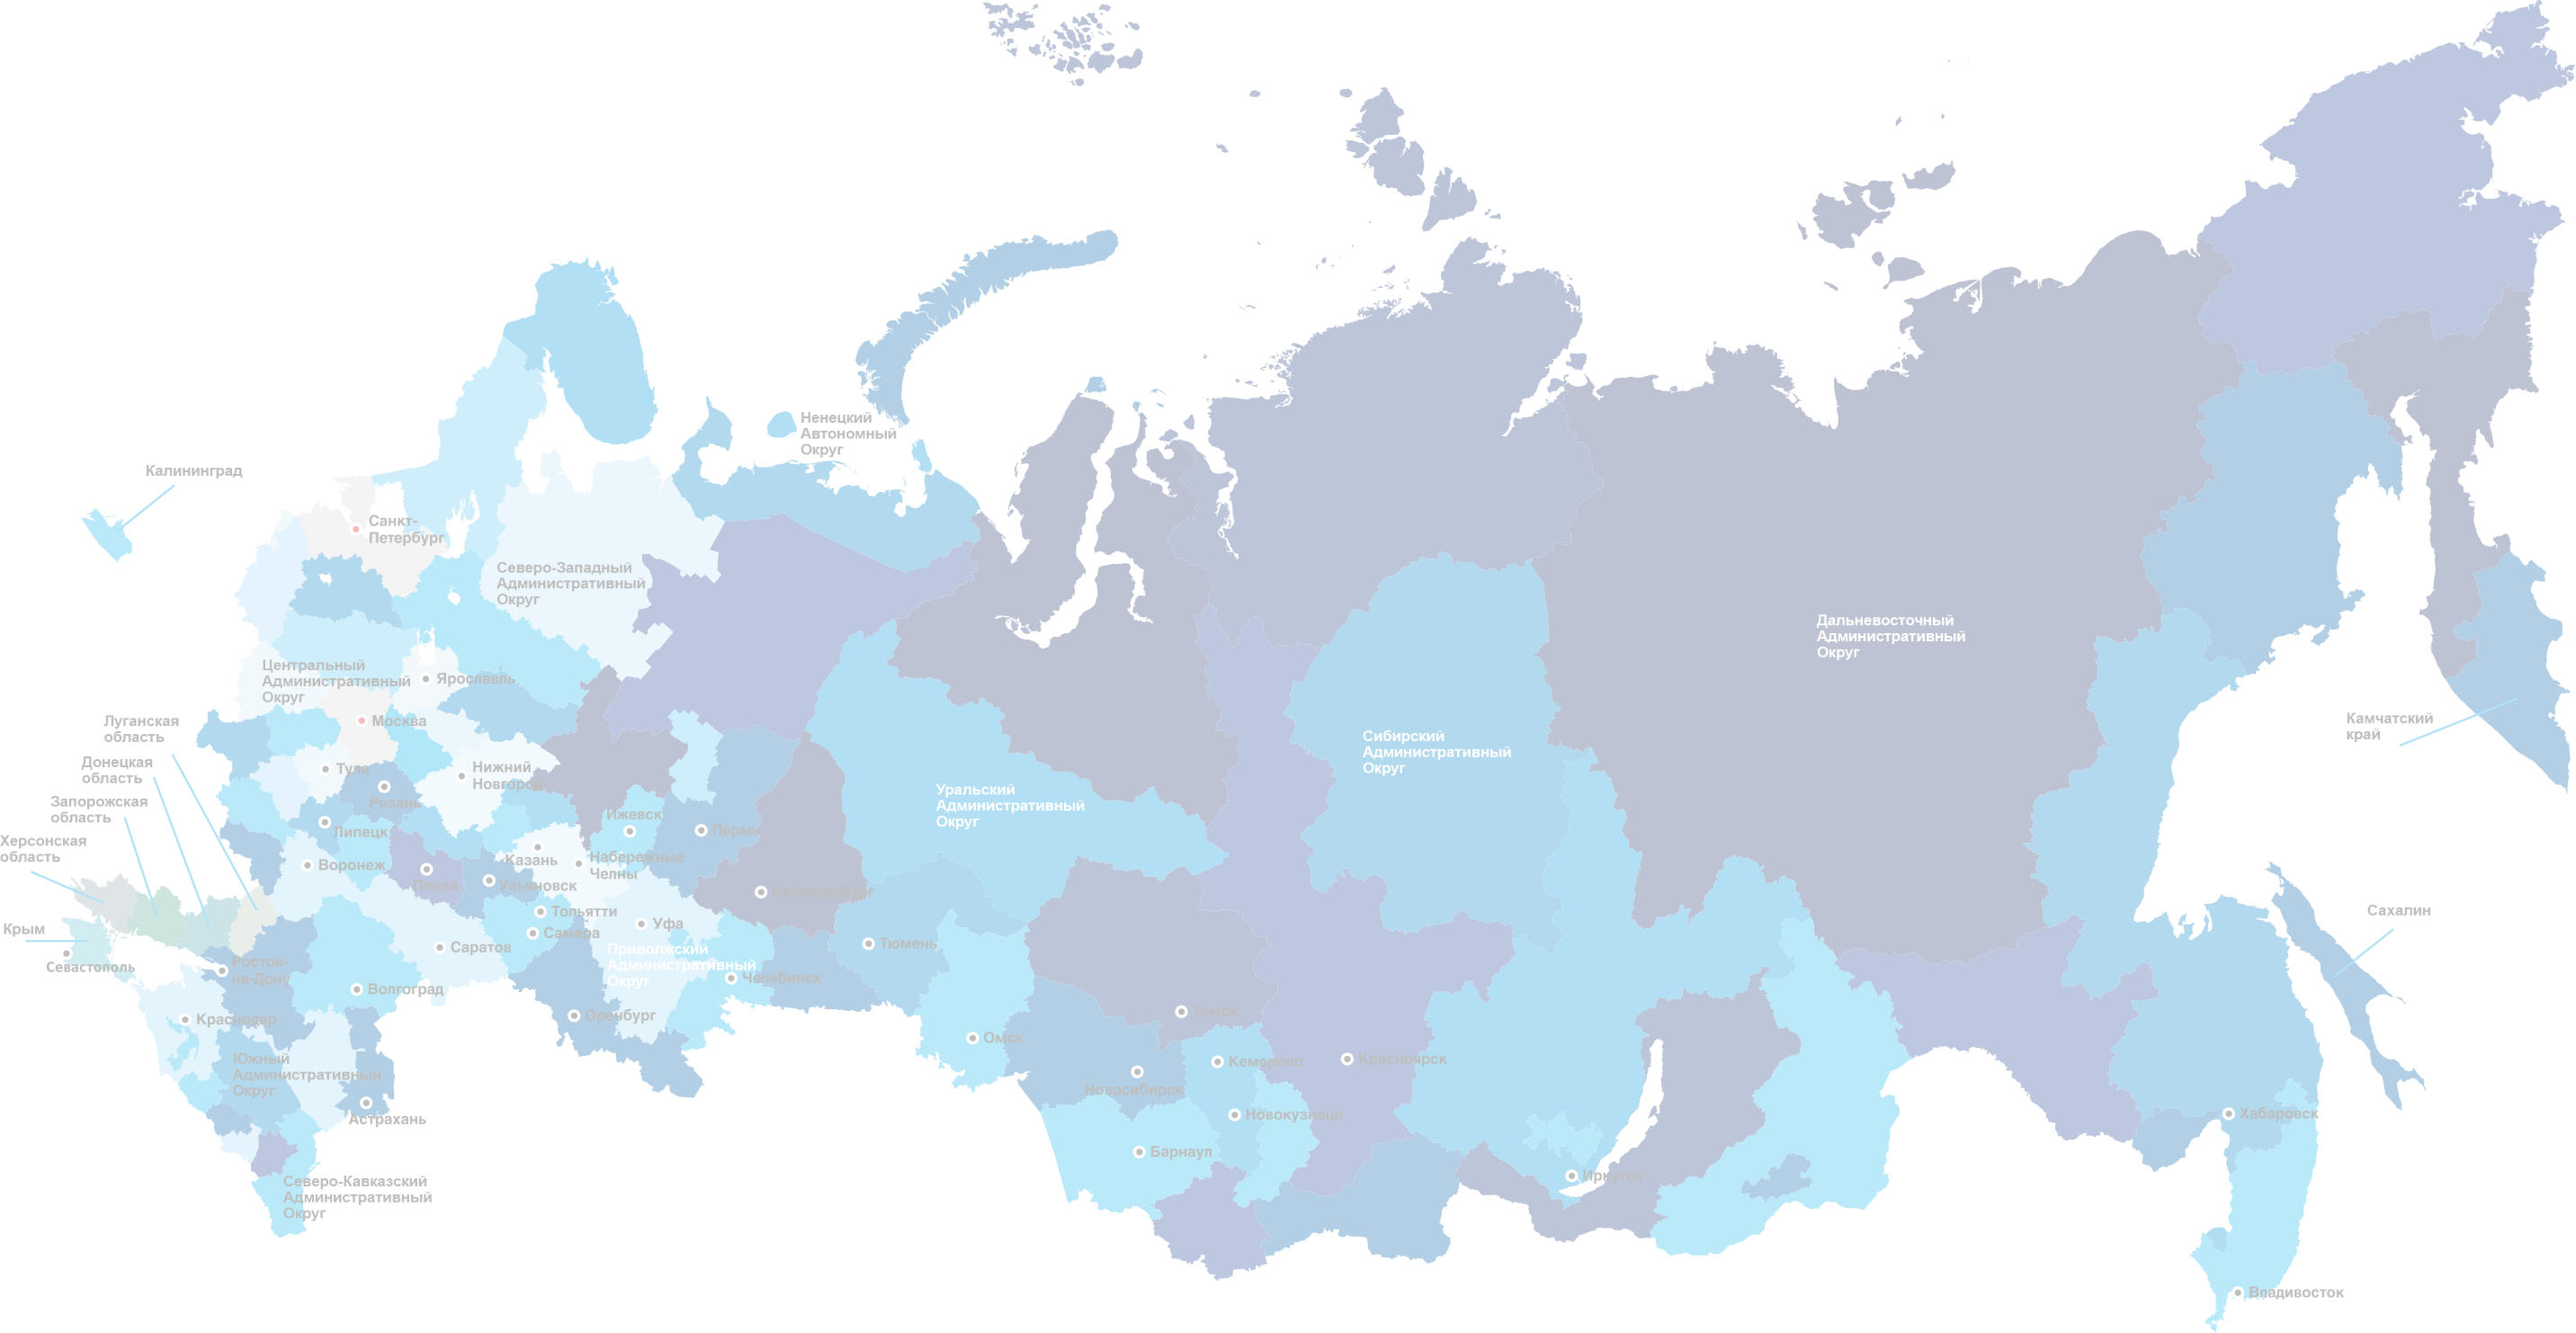 Ненецкий
Автономный
Округ
Калининград
Санкт-
Петербург
Северо-Западный
Административный
Округ
Дальневосточный
Административный
Округ
Центральный
Административный
Округ
Ярославль
Луганская
область
Москва
Камчатский
край
Сибирский
Административный
Округ
Донецкая
область
Тула
Нижний
Новгород
Уральский
Административный
Округ
Запорожская
область
Рязань
Ижевск
Пермь
Липецк
Херсонская
область
Воронеж
Казань
Набережные
Челны
Пенза
Ульяновск
Екатеринбург
Тольятти
Сахалин
Крым
Самара
Уфа
Саратов
Тюмень
Приволжский
Административный
Округ
Севастополь
Ростов-
на-Дону
Челябинск
Волгоград
Краснодар
Оренбург
Томск
Омск
Южный
Административный
Округ
Кемерово
Красноярск
Новосибирск
Астрахань
Новокузнецк
Хабаровск
Барнаул
Иркутск
Северо-Кавказский
Административный
Округ
Владивосток